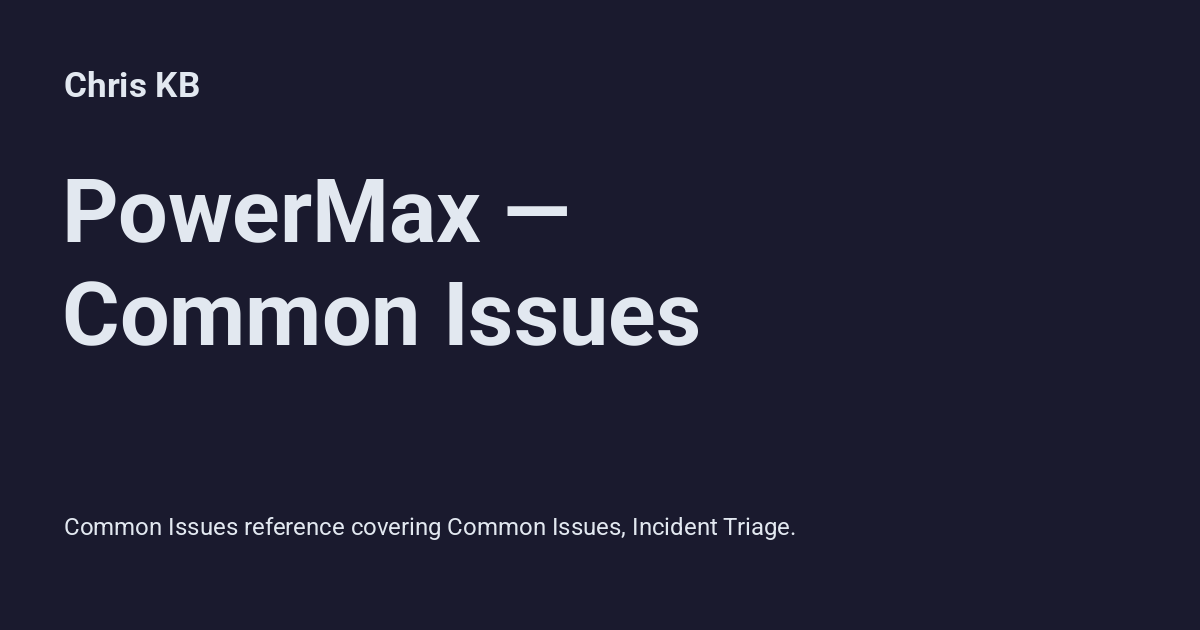 Chris KB
PowerMax —
Common Issues
Common Issues reference covering Common Issues, Incident Triage.